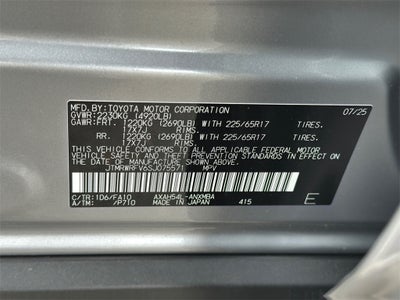 MFD.BY:TOYOTA MOTOR CORPORATION 07/25
GVWR:2230KG (4920LB)
GAWR:FRT. 1220KG (2690LB) WITH 225/65R17 TIRES.
17X7J RIMS.
RR. 1220KG (2690LB) WITH 225/65R17 TIRES.
17X7J RIMS.
THIS VEHICLE CONFORMS TO ALL APPLICABLE FEDERAL MOTOR
VEHICLE SAFETY AND THEFT PREVENTION STANDARDS IN EFFECT ON
THE DATE OF MANUFACTURE SHOWN ABOVE.
JTMRWRFV6SJ075571 MPV
C/TR:1D6/FA10 AXAH54L-ANXMBA
A/TM: /P710 MADE IN JAPAN 415 E